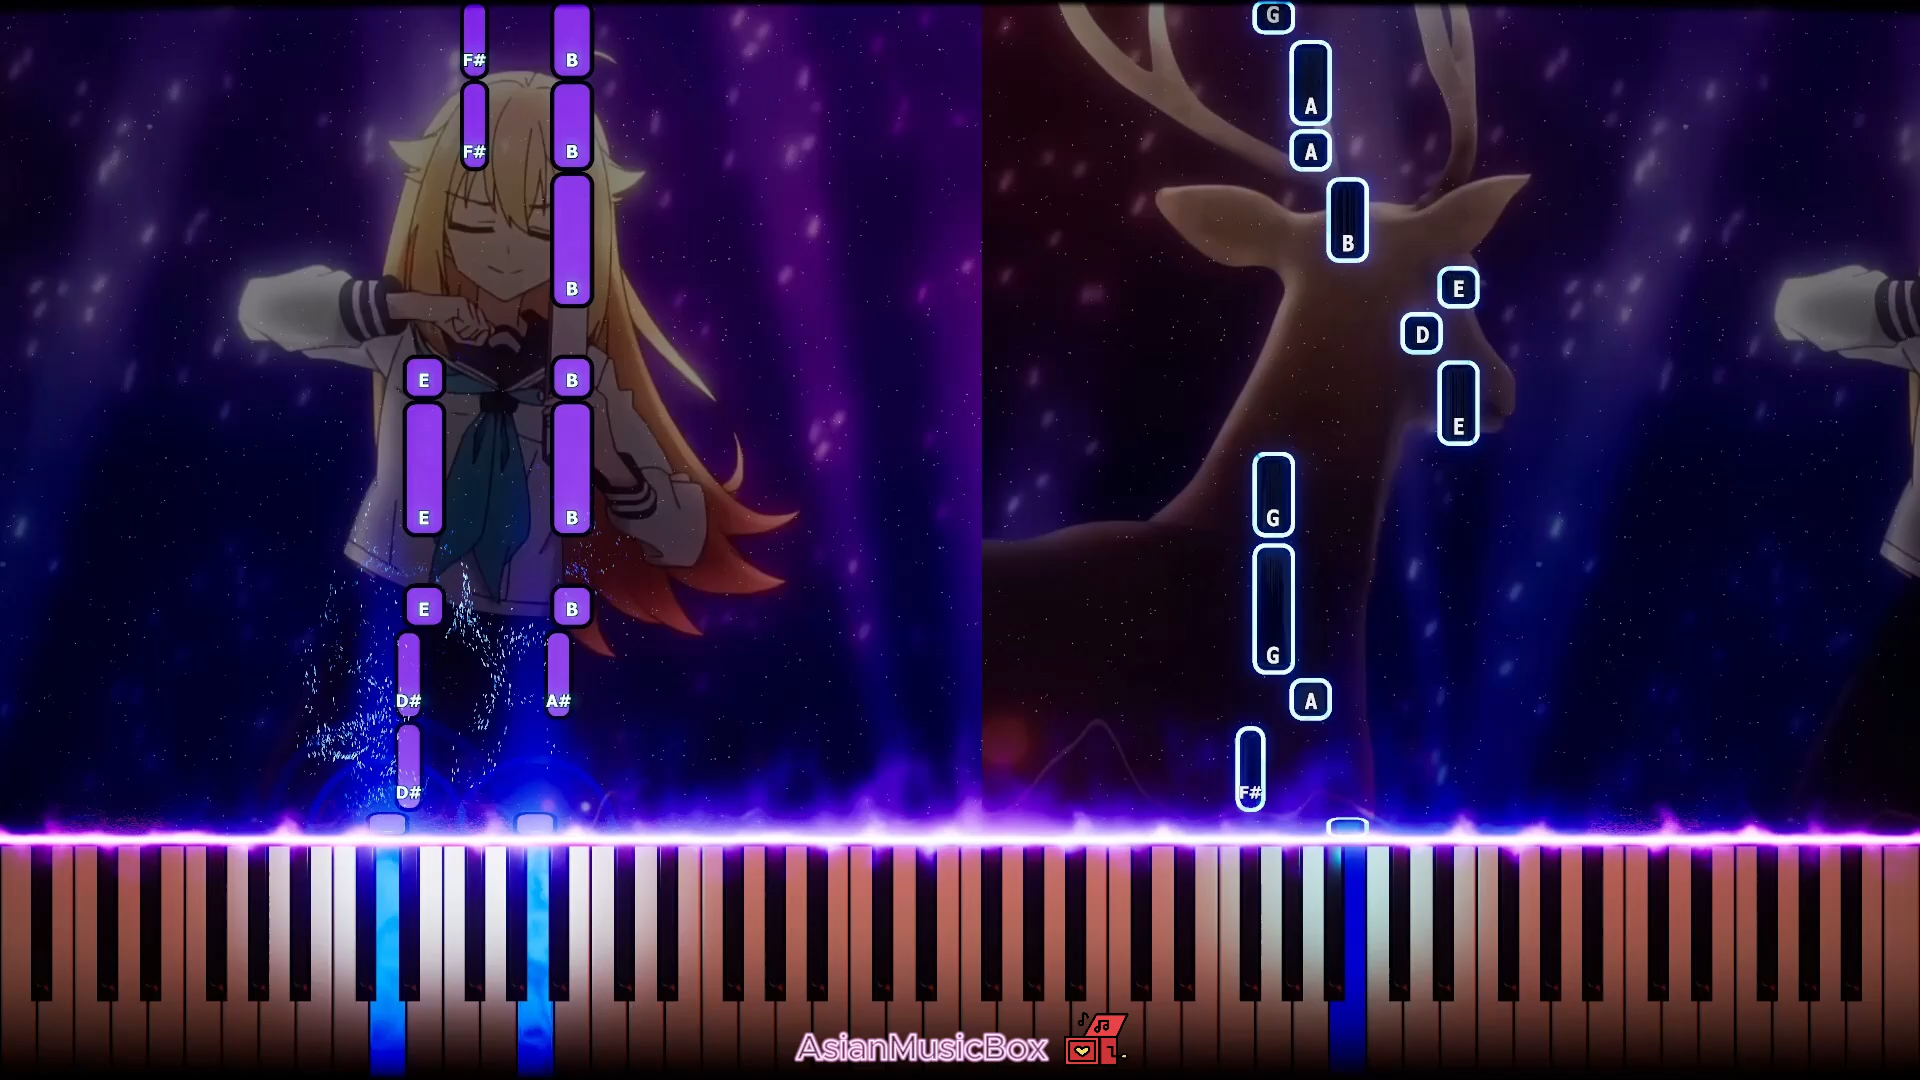 G
F# B
A
F# B A
B
B E
D
E B
E
E B G
E B
G
D# A# A
D# F#
AsianMusicBox